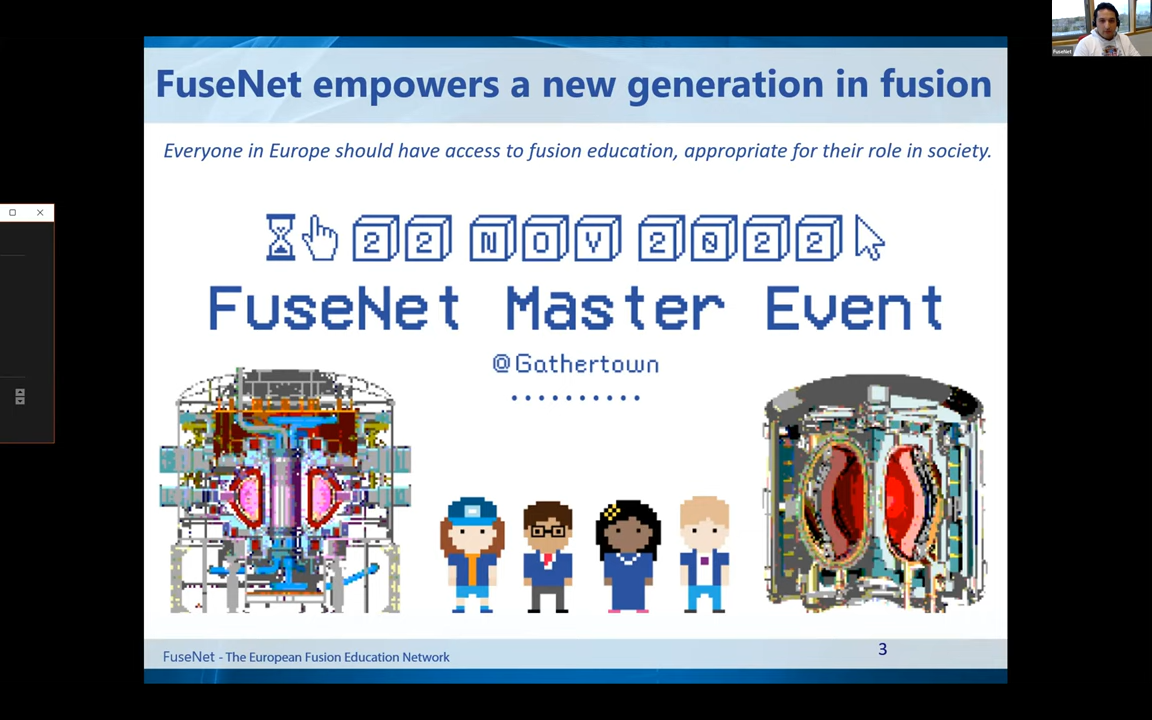 FuseNet empowers a new generation in fusion
Everyone in Europe should have access to fusion education, appropriate for their role in society.
22 NOV 2022
FuseNet Master Event
@Gathertown
FuseNet - The European Fusion Education Network
3
FuseNet